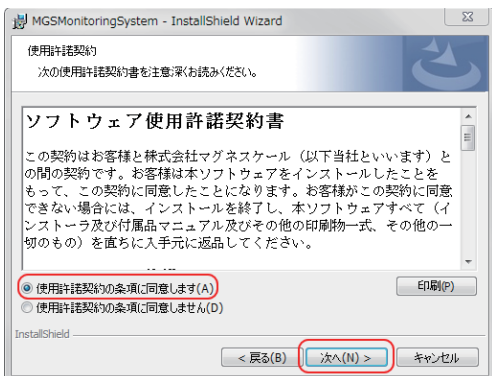 MGSMonitoringSystem - InstallShield Wizard
使用許諾契約
次の使用許諾契約書を注意深くお読みください。
ソフトウェア使用許諾契約書
この契約はお客様と株式会社マグネスケール（以下当社といいます）と
の間の契約です。お客様は本ソフトウェアをインストールしたことを
もって、この契約に同意したことになります。お客様がこの契約に同意
できない場合には、インストールを終了し、本ソフトウェアすべて（イ
ンストーラ及び付属品マニュアル及びその他の印刷物一式、その他の一
切のもの）を直ちに入手元に返品してください。
使用許諾契約の条項に同意します(A)
印刷(P)
使用許諾契約の条項に同意しません(D)
InstallShield
< 戻る(B)
次へ(N) >
キャンセル